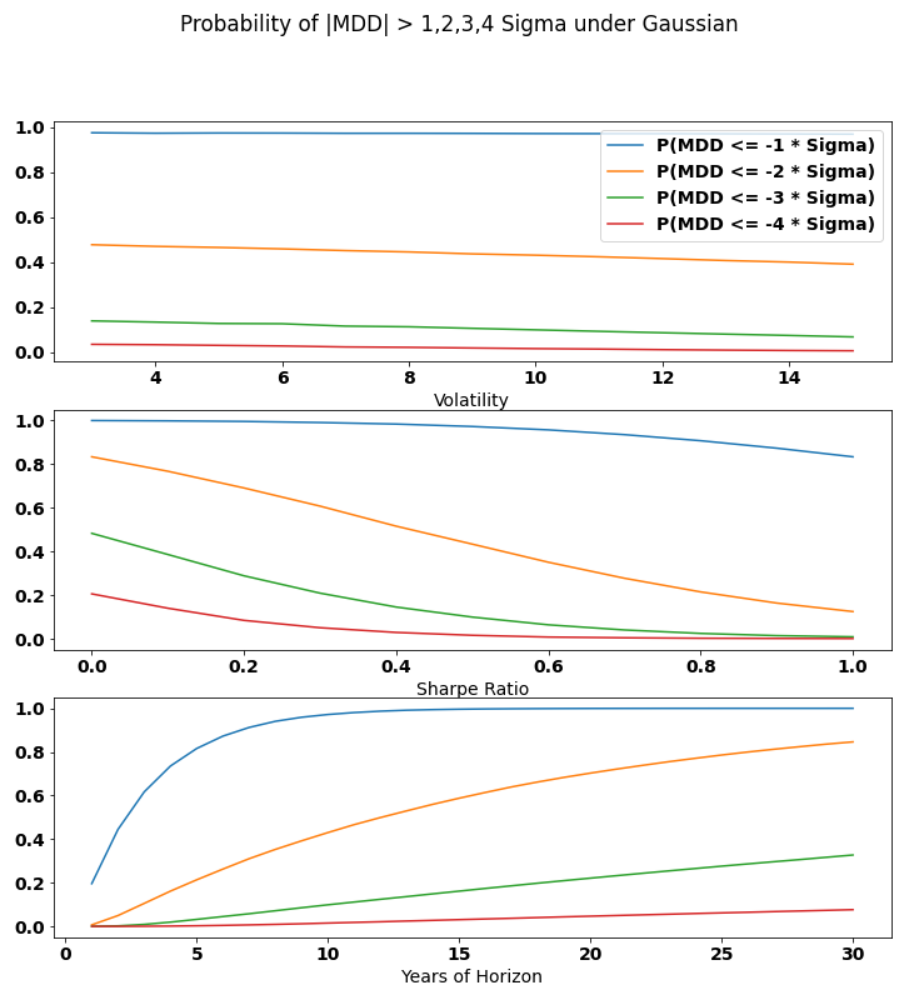 Probability of |MDD| > 1,2,3,4 Sigma under Gaussian
1.0
0.8
0.6
0.4
0.2
0.0
P(MDD <= -1 * Sigma)
P(MDD <= -2 * Sigma)
P(MDD <= -3 * Sigma)
P(MDD <= -4 * Sigma)
4 6 8 10 12 14
Volatility
1.0
0.8
0.6
0.4
0.2
0.0
0.0 0.2 0.4 0.6 0.8 1.0
Sharpe Ratio
1.0
0.8
0.6
0.4
0.2
0.0
0 5 10 15 20 25 30
Years of Horizon